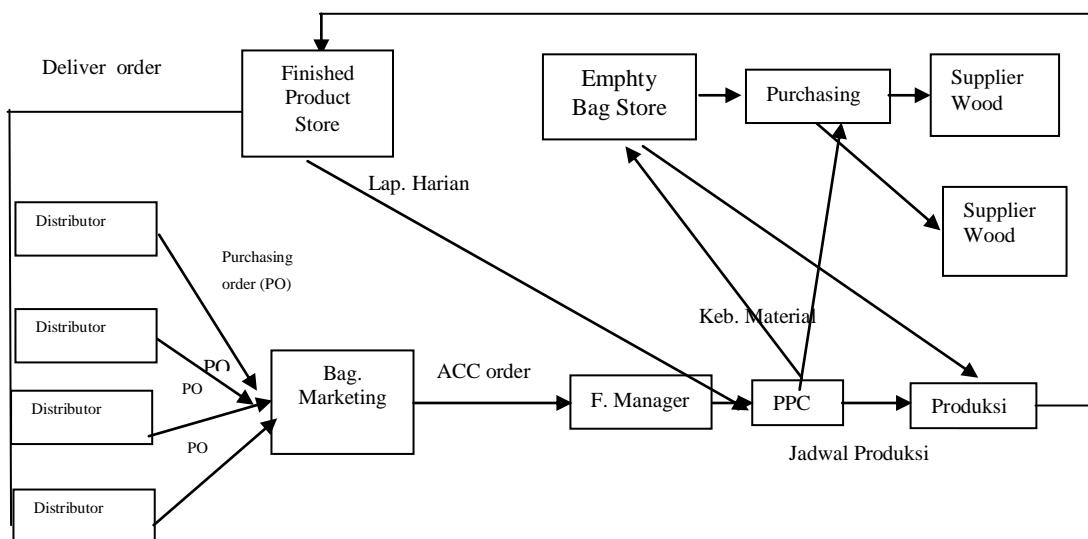 Deliver order
Finished
Product
Store
Emphty
Bag Store
Purchasing
Supplier
Wood
Lap. Harian
Supplier
Wood
Distributor
Purchasing
order (PO)
Distributor
Keb. Material
PO
PO
Bag.
Marketing
ACC order
F. Manager
PPC
Produksi
Distributor
PO
Jadwal Produksi
Distributor